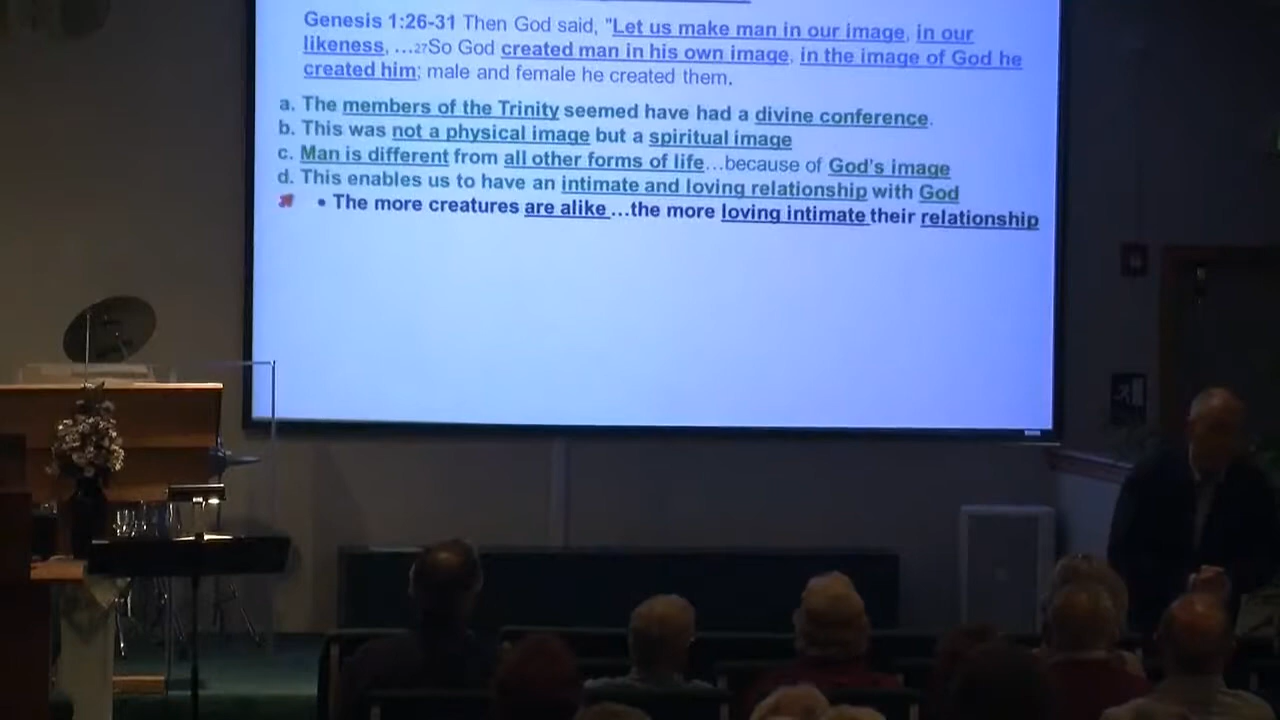 Genesis 1:26-31 Then God said, "Let us make man in our image, in our
likeness, ...27So God created man in his own image, in the image of God he
created him; male and female he created them.
a. The members of the Trinity seemed have had a divine conference.
b. This was not a physical image but a spiritual image
c. Man is different from all other forms of life...because of God's image
d. This enables us to have an intimate and loving relationship with God
• The more creatures are alike ...the more loving intimate their relationship